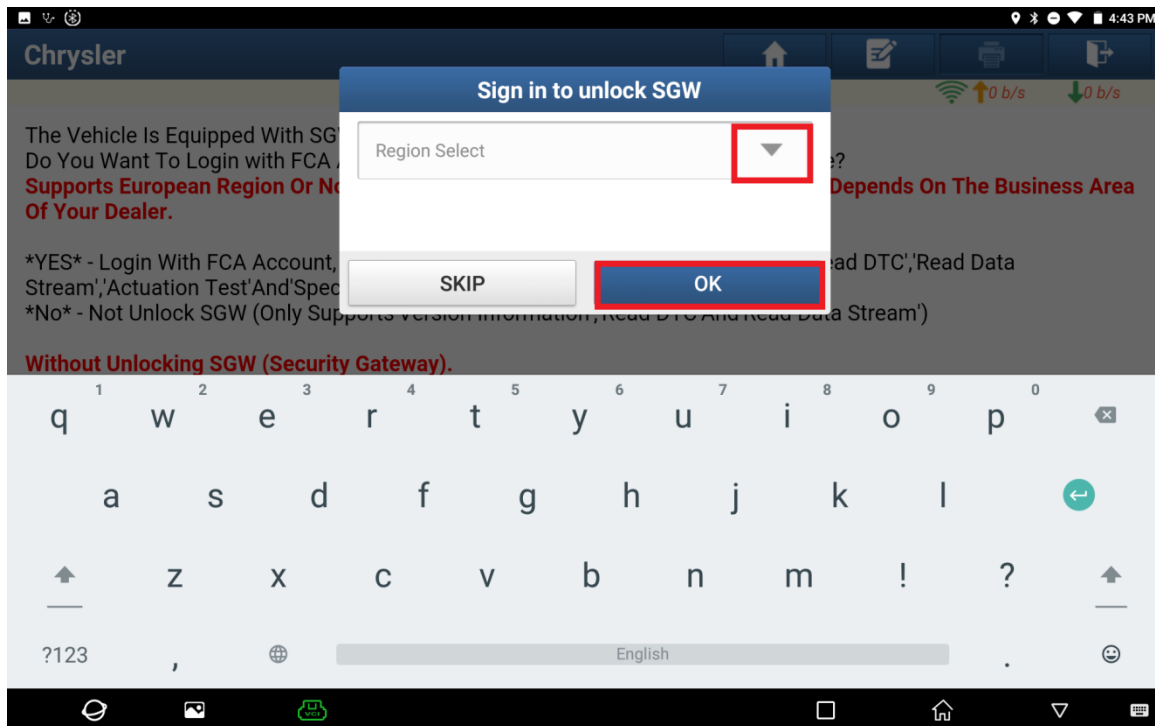 4:43 PM
Chrysler
0 b/s 0 b/s
Sign in to unlock SGW
Region Select
SKIP OK
The Vehicle Is Equipped With SG
Do You Want To Login with FCA ?
Supports European Region Or Depends On The Business Area
Of Your Dealer.
*YES* - Login With FCA Account, ad DTC','Read Data
Stream','Actuation Test'And'Spec
*No* - Not Unlock SGW (Only Supports Version Information','Read DTC'And'Read Data Stream')
Without Unlocking SGW (Security Gateway).
1 2 3 4 5 6 7 8 9 0
q w e r t y u i o p
a s d f g h j k l
z x c v b n m ! ?
?123 , English .
VCI